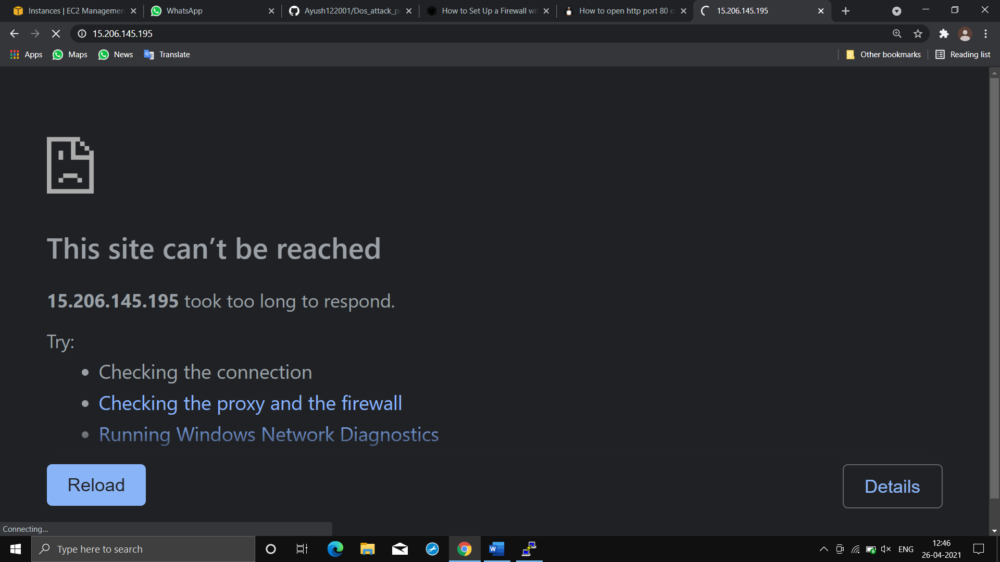 Instances | EC2 Managemen
WhatsApp
Ayush122001/Dos_attack_p
How to Set Up a Firewall wi
How to open http port 80 o
15.206.145.195
15.206.145.195
Apps
Maps
News
Translate
Other bookmarks
Reading list
This site can’t be reached
15.206.145.195 took too long to respond.
Try:
Checking the connection
Checking the proxy and the firewall
Running Windows Network Diagnostics
Reload
Details
Connecting...
Type here to search
ENG
12:46
26-04-2021